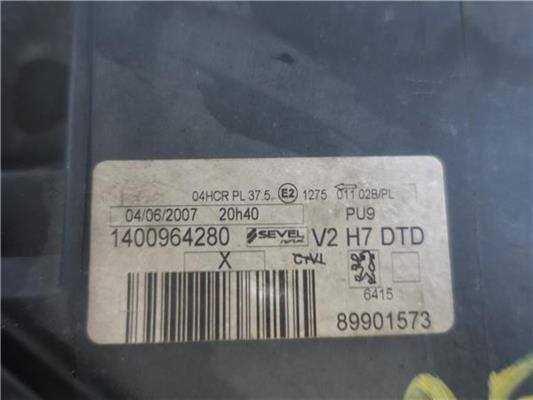 04HCR PL 37.5 E2 1275 011 02B/PL
04/06/2007 20h40 PU9
1400964280 SEVEL V2 H7 DTD
X
6415
89901573